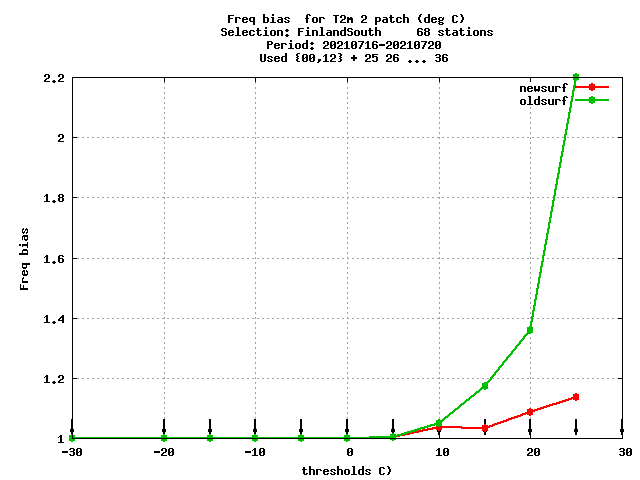 Freq bias  for T2m 2 patch (deg C)
Selection: FinlandSouth     68 stations
Period: 20210716-20210720
Used {00,12} + 25 26 ... 36
newsurf
oldsurf
2.2
2
1.8
1.6
1.4
1.2
1
Freq bias
-30 -20 -10 0 10 20 30
thresholds C)